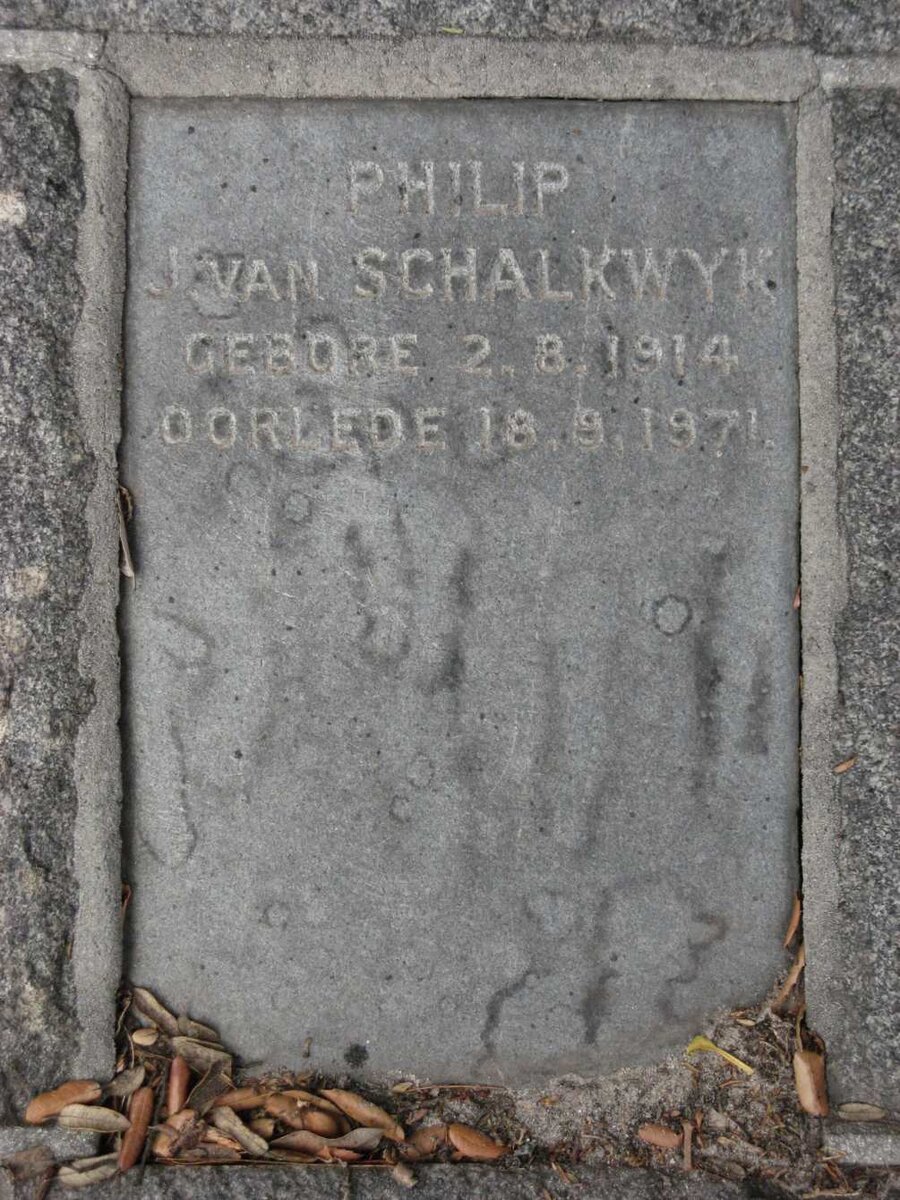 PHILIP
J. VAN SCHALKWYK
GEBORE 2.8.1914
OORLEDE 18.9.1971.